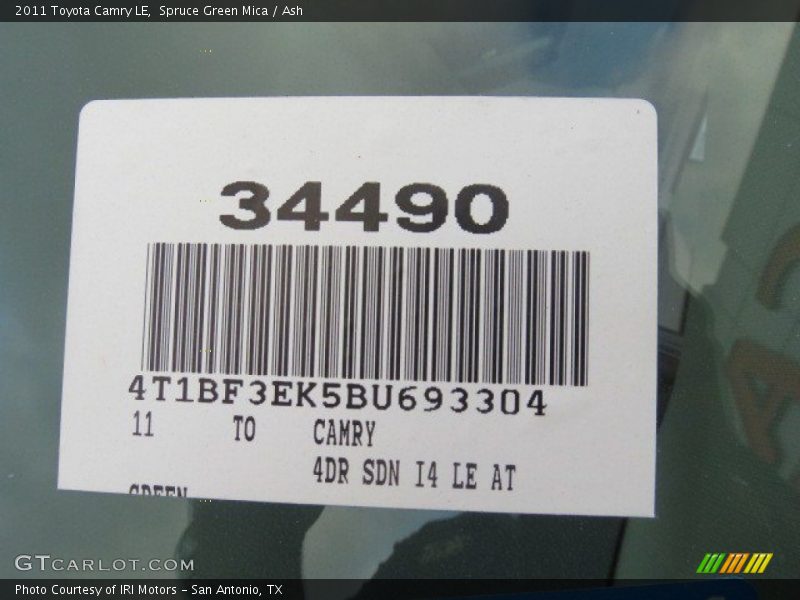 2011 Toyota Camry LE,  Spruce Green Mica / Ash
34490
4T1BF3EK5BU693304
11 TO CAMRY
4DR SDN I4 LE AT
GREEN
GTCARLOT.COM
Photo Courtesy of IRI Motors – San Antonio, TX